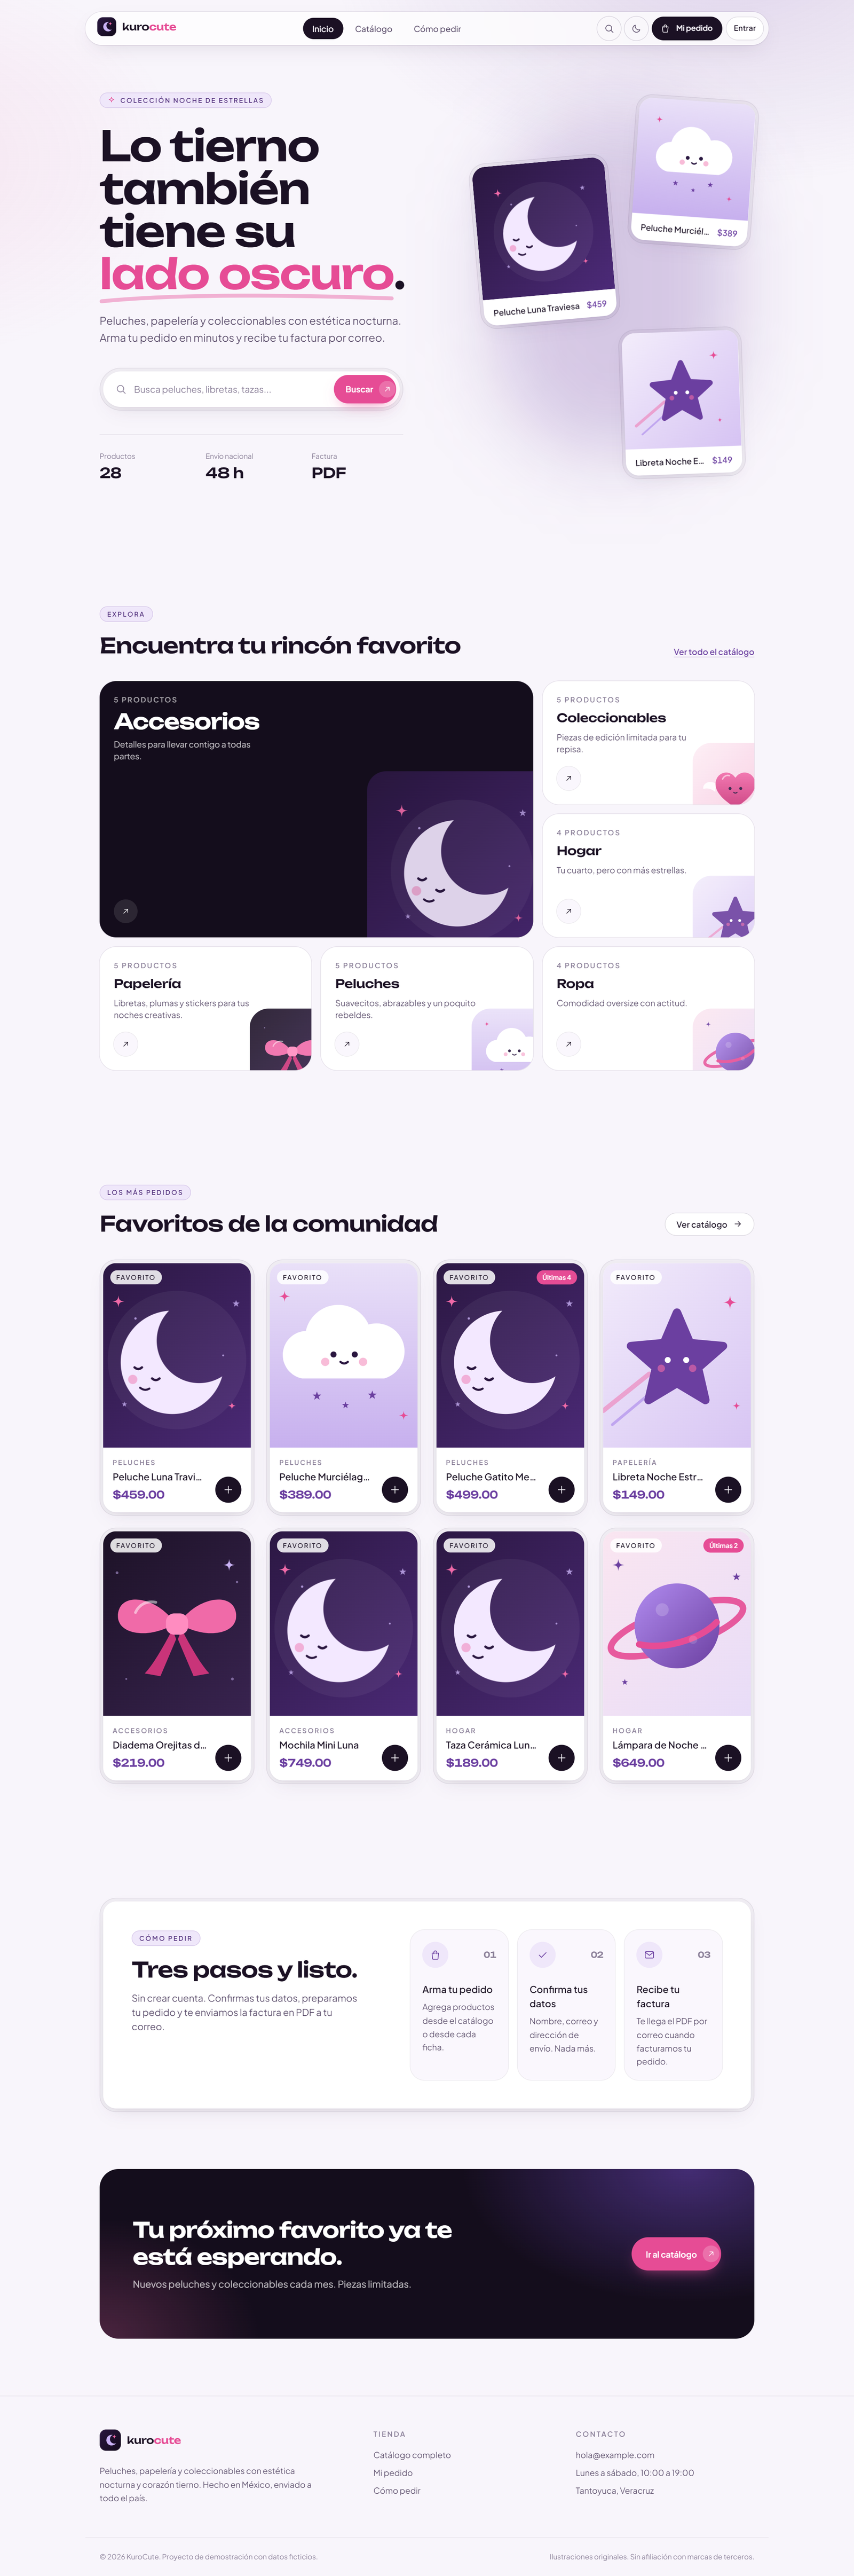 kurocute
Inicio
Catálogo
Cómo pedir
Mi pedido
Entrar
COLECCIÓN NOCHE DE ESTRELLAS
Lo tierno
también
tiene su
lado oscuro.
Peluches, papelería y coleccionables con estética nocturna.
Arma tu pedido en minutos y recibe tu factura por correo.
Busca peluches, libretas, tazas...
Buscar
Productos
28
Envío nacional
48 h
Factura
PDF
Peluche Luna Traviesa $459
Peluche Murciél... $389
Libreta Noche E... $149
EXPLORA
Encuentra tu rincón favorito
Ver todo el catálogo
5 PRODUCTOS
Accesorios
Detalles para llevar contigo a todas
partes.
5 PRODUCTOS
Coleccionables
Piezas de edición limitada para tu
repisa.
4 PRODUCTOS
Hogar
Tu cuarto, pero con más estrellas.
5 PRODUCTOS
Papelería
Libretas, plumas y stickers para tus
noches creativas.
5 PRODUCTOS
Peluches
Suavecitos, abrazables y un poquito
rebeldes.
4 PRODUCTOS
Ropa
Comodidad oversize con actitud.
LOS MÁS PEDIDOS
Favoritos de la comunidad
Ver catálogo
FAVORITO
PELUCHES
Peluche Luna Travi...
$459.00
FAVORITO
PELUCHES
Peluche Murciélag...
$389.00
FAVORITO
Últimas 4
PELUCHES
Peluche Gatito Me...
$499.00
FAVORITO
PAPELERÍA
Libreta Noche Estr...
$149.00
FAVORITO
ACCESORIOS
Diadema Orejitas d...
$219.00
FAVORITO
ACCESORIOS
Mochila Mini Luna
$749.00
FAVORITO
HOGAR
Taza Cerámica Lun...
$189.00
FAVORITO
Últimas 2
HOGAR
Lámpara de Noche ...
$649.00
CÓMO PEDIR
Tres pasos y listo.
Sin crear cuenta. Confirmas tus datos, preparamos
tu pedido y te enviamos la factura en PDF a tu
correo.
01
Arma tu pedido
Agrega productos
desde el catálogo
o desde cada
ficha.
02
Confirma tus
datos
Nombre, correo y
dirección de
envío. Nada más.
03
Recibe tu
factura
Te llega el PDF por
correo cuando
facturamos tu
pedido.
Tu próximo favorito ya te
está esperando.
Nuevos peluches y coleccionables cada mes. Piezas limitadas.
Ir al catálogo
kurocute
Peluches, papelería y coleccionables con estética
nocturna y corazón tierno. Hecho en México, enviado a
todo el país.
TIENDA
Catálogo completo
Mi pedido
Cómo pedir
CONTACTO
hola@example.com
Lunes a sábado, 10:00 a 19:00
Tantoyuca, Veracruz
© 2026 KuroCute. Proyecto de demostración con datos ficticios.
Ilustraciones originales. Sin afiliación con marcas de terceros.